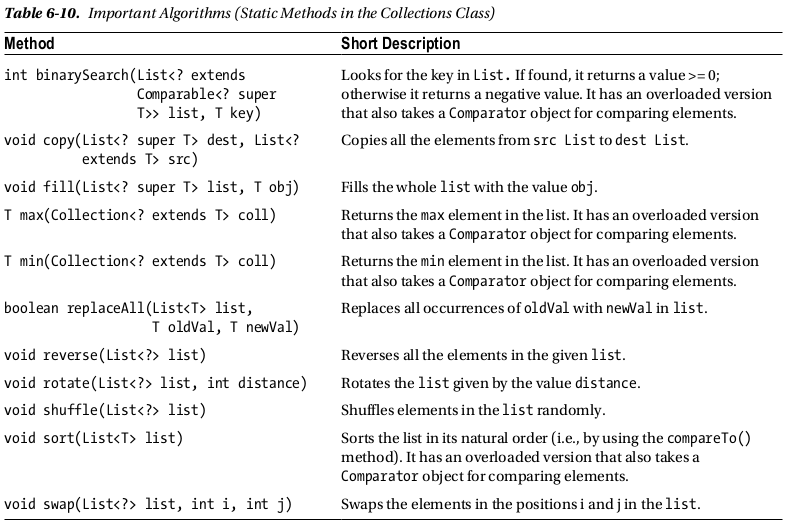 Table 6-10. Important Algorithms (Static Methods in the Collections Class)
Method Short Description
int binarySearch(List<? extends Looks for the key in List. If found, it returns a value >= 0;
Comparable<? super otherwise it returns a negative value. It has an overloaded version
T>> list, T key) that also takes a Comparator object for comparing elements.
void copy(List<? super T> dest, List<? Copies all the elements from src List to dest List.
extends T> src)
void fill(List<? super T> list, T obj) Fills the whole list with the value obj.
T max(Collection<? extends T> coll) Returns the max element in the list. It has an overloaded version
that also takes a Comparator object for comparing elements.
T min(Collection<? extends T> coll) Returns the min element in the list. It has an overloaded version
that also takes a Comparator object for comparing elements.
boolean replaceAll(List<T> list, Replaces all occurrences of oldVal with newVal in list.
T oldVal, T newVal)
void reverse(List<?> list) Reverses all the elements in the given list.
void rotate(List<?> list, int distance) Rotates the list given by the value distance.
void shuffle(List<?> list) Shuffles elements in the list randomly.
void sort(List<T> list) Sorts the list in its natural order (i.e., by using the compareTo()
method). It has an overloaded version that also takes a
Comparator object for comparing elements.
void swap(List<?> list, int i, int j) Swaps the elements in the positions i and j in the list.